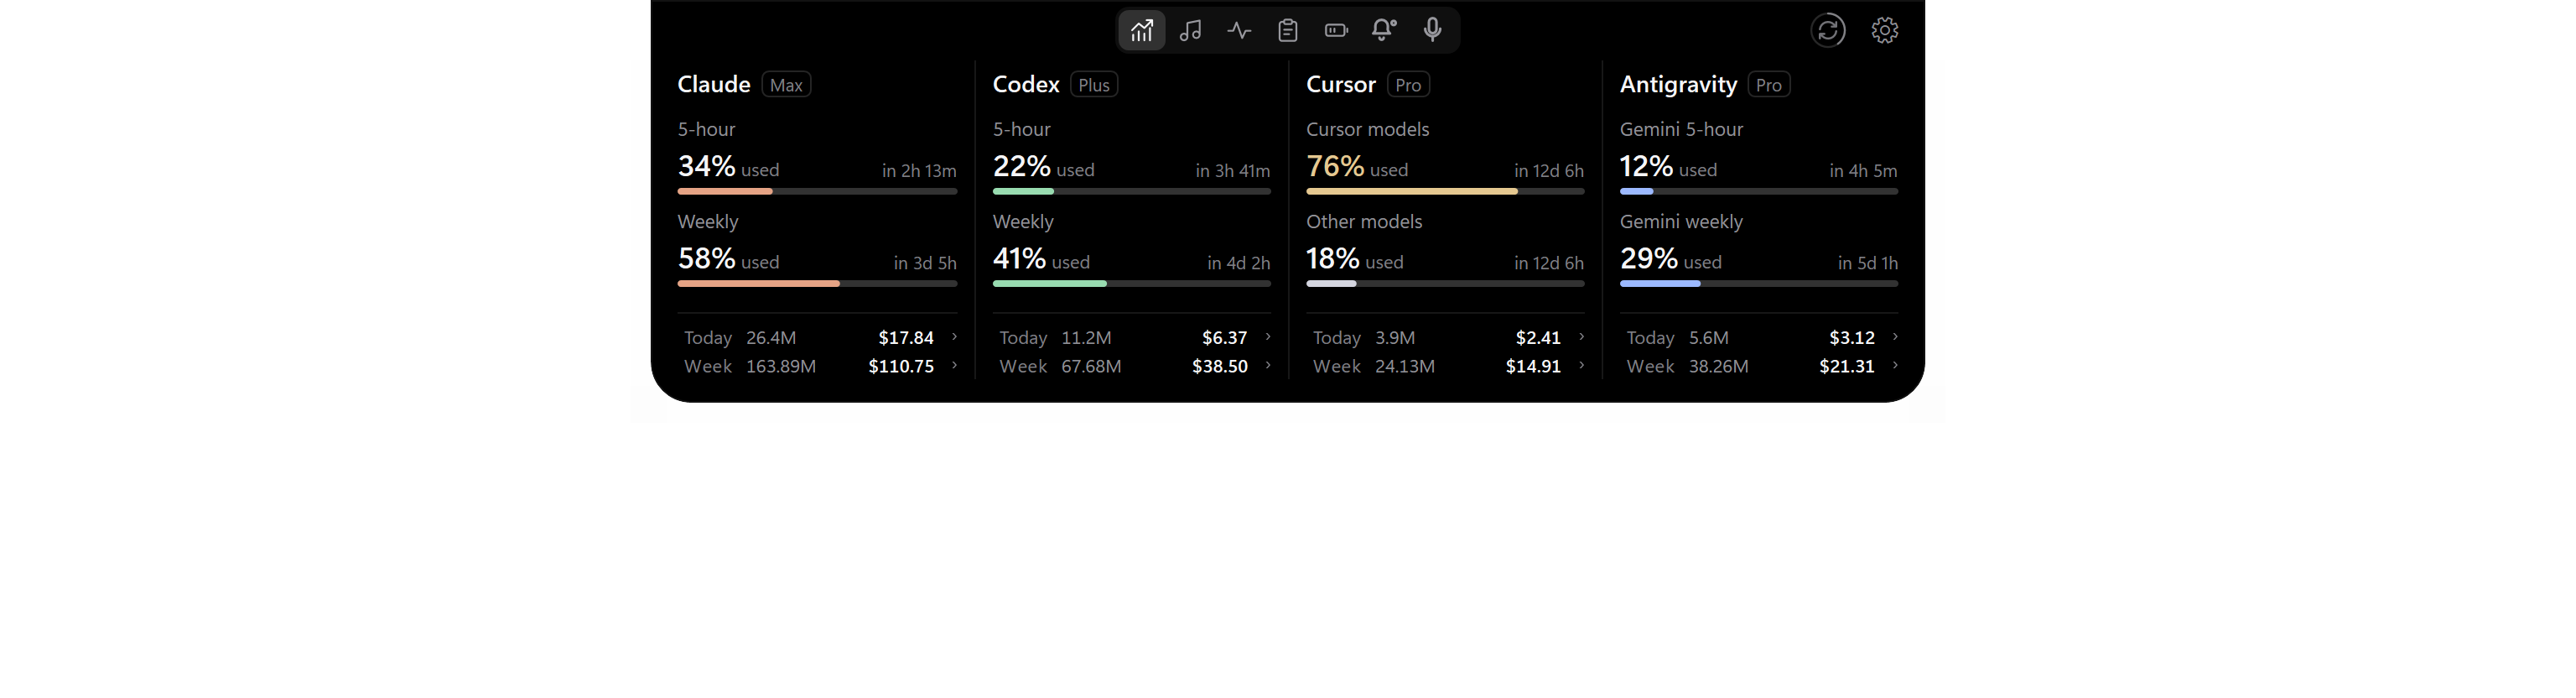 Claude Max
5-hour
34% used in 2h 13m
Weekly
58% used in 3d 5h
Today 26.4M $17.84 ›
Week 163.89M $110.75 ›
Codex Plus
5-hour
22% used in 3h 41m
Weekly
41% used in 4d 2h
Today 11.2M $6.37 ›
Week 67.68M $38.50 ›
Cursor Pro
Cursor models
76% used in 12d 6h
Other models
18% used in 12d 6h
Today 3.9M $2.41 ›
Week 24.13M $14.91 ›
Antigravity Pro
Gemini 5-hour
12% used in 4h 5m
Gemini weekly
29% used in 5d 1h
Today 5.6M $3.12 ›
Week 38.26M $21.31 ›